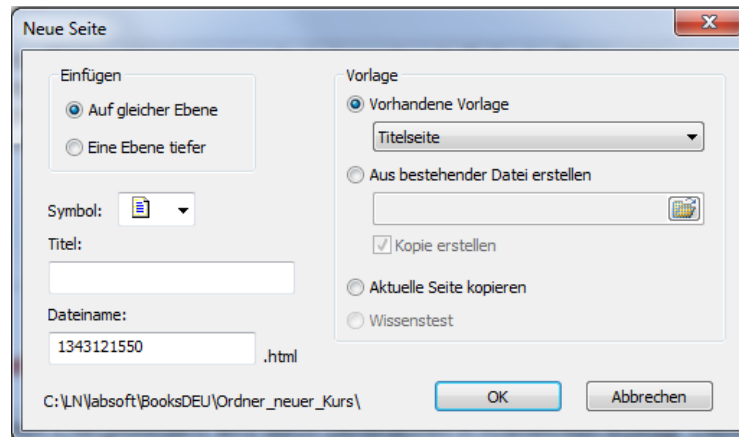 Neue Seite
Einfügen
Auf gleicher Ebene
Eine Ebene tiefer
Symbol:
Titel:
Dateiname:
1343121550
.html
C:\LN\labsoft\BooksDEU\Ordner_neuer_Kurs\
Vorlage
Vorhandene Vorlage
Titelseite
Aus bestehender Datei erstellen
Kopie erstellen
Aktuelle Seite kopieren
Wissenstest
OK
Abbrechen